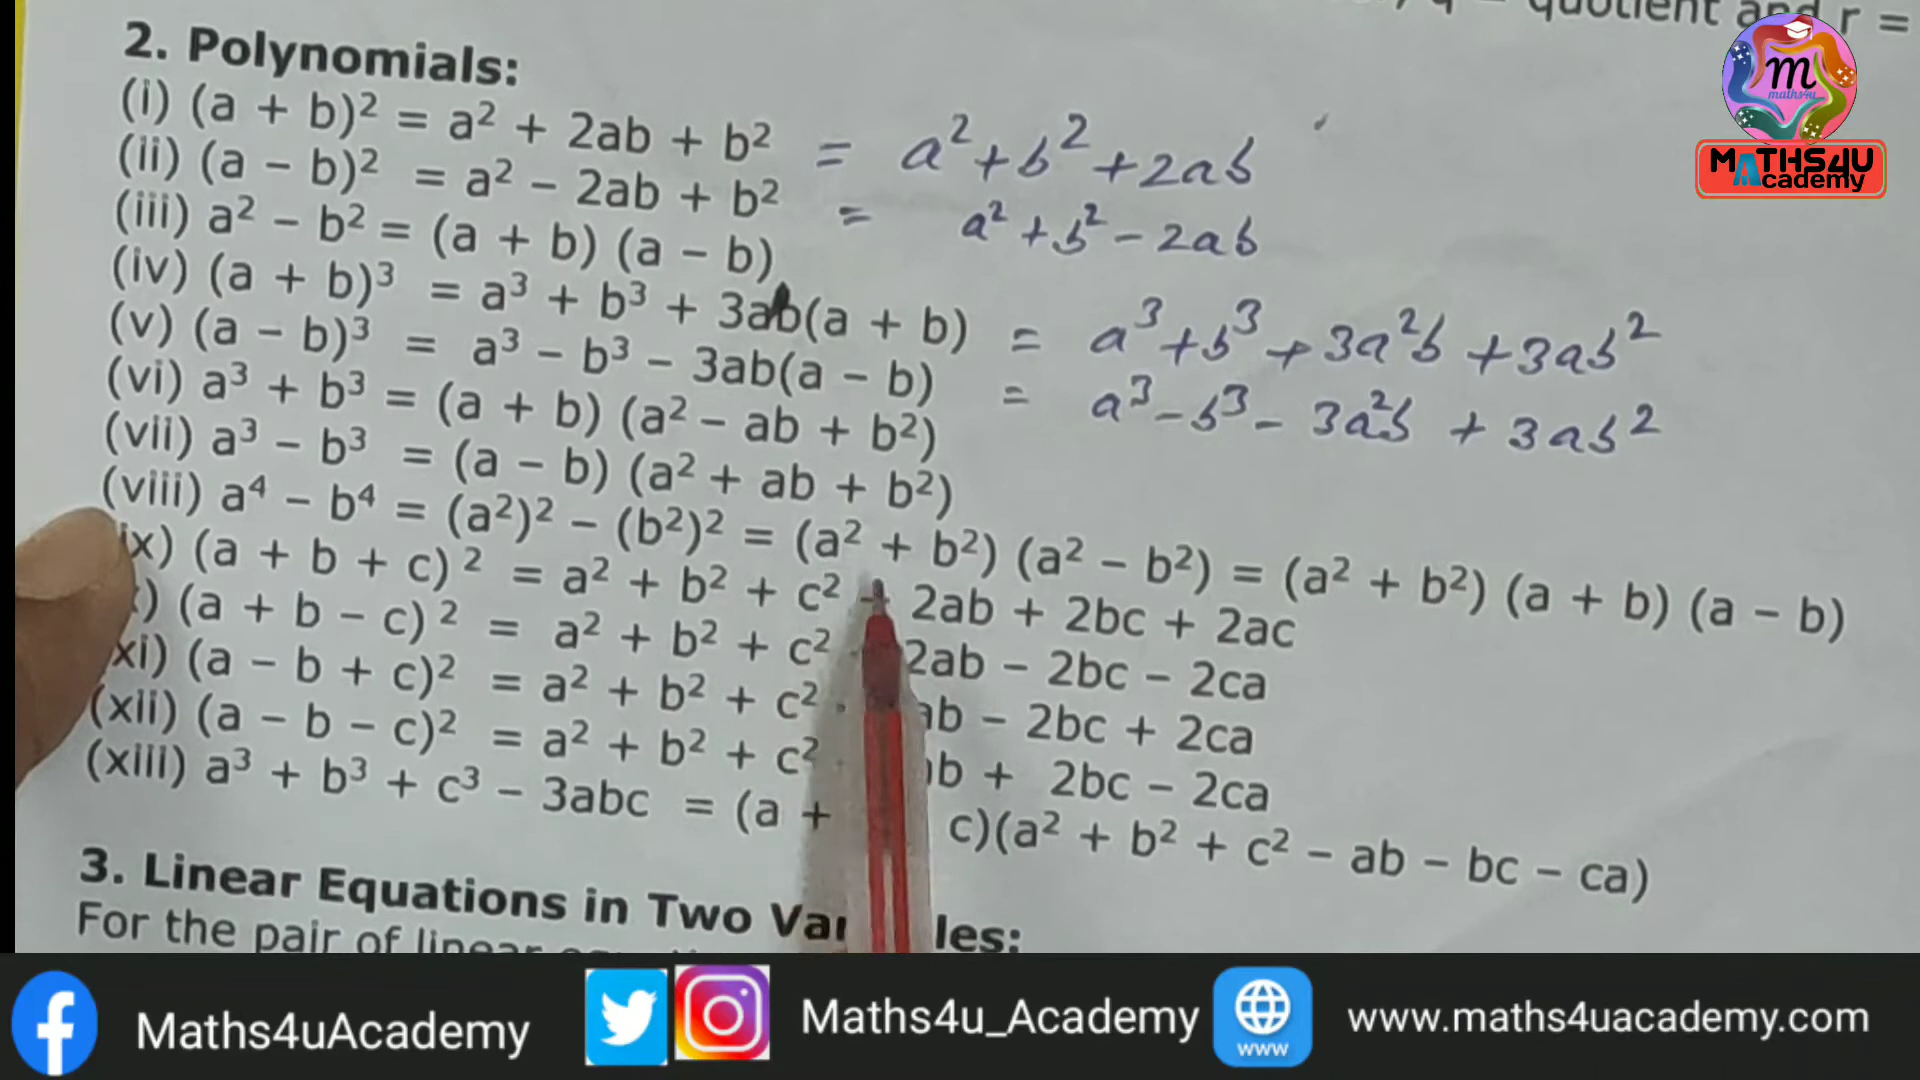 quotient and r =
2. Polynomials:
(i) (a + b)² = a² + 2ab + b² = a² + b² + 2ab
(ii) (a – b)² = a² – 2ab + b² = a² + b² – 2ab
(iii) a² – b² = (a + b) (a – b)
(iv) (a + b)³ = a³ + b³ + 3ab(a + b) = a³ + b³ + 3a²b + 3ab²
(v) (a – b)³ = a³ – b³ – 3ab(a – b) = a³ – b³ – 3a²b + 3ab²
(vi) a³ + b³ = (a + b) (a² – ab + b²)
(vii) a³ – b³ = (a – b) (a² + ab + b²)
(viii) a⁴ – b⁴ = (a²)² – (b²)² = (a² + b²) (a² – b²) = (a² + b²) (a + b) (a – b)
ix) (a + b + c) ² = a² + b² + c² + 2ab + 2bc + 2ac
) (a + b – c) ² = a² + b² + c² 2ab – 2bc – 2ca
xi) (a – b + c)² = a² + b² + c² ab – 2bc + 2ca
(xii) (a – b – c)² = a² + b² + c² ab + 2bc – 2ca
(xiii) a³ + b³ + c³ – 3abc = (a + c)(a² + b² + c² – ab – bc – ca)
3. Linear Equations in Two Var les:
For the pair of linear
m
maths4u
MATHS4U
Academy
Maths4uAcademy
Maths4u_Academy
WWW
www.maths4uacademy.com